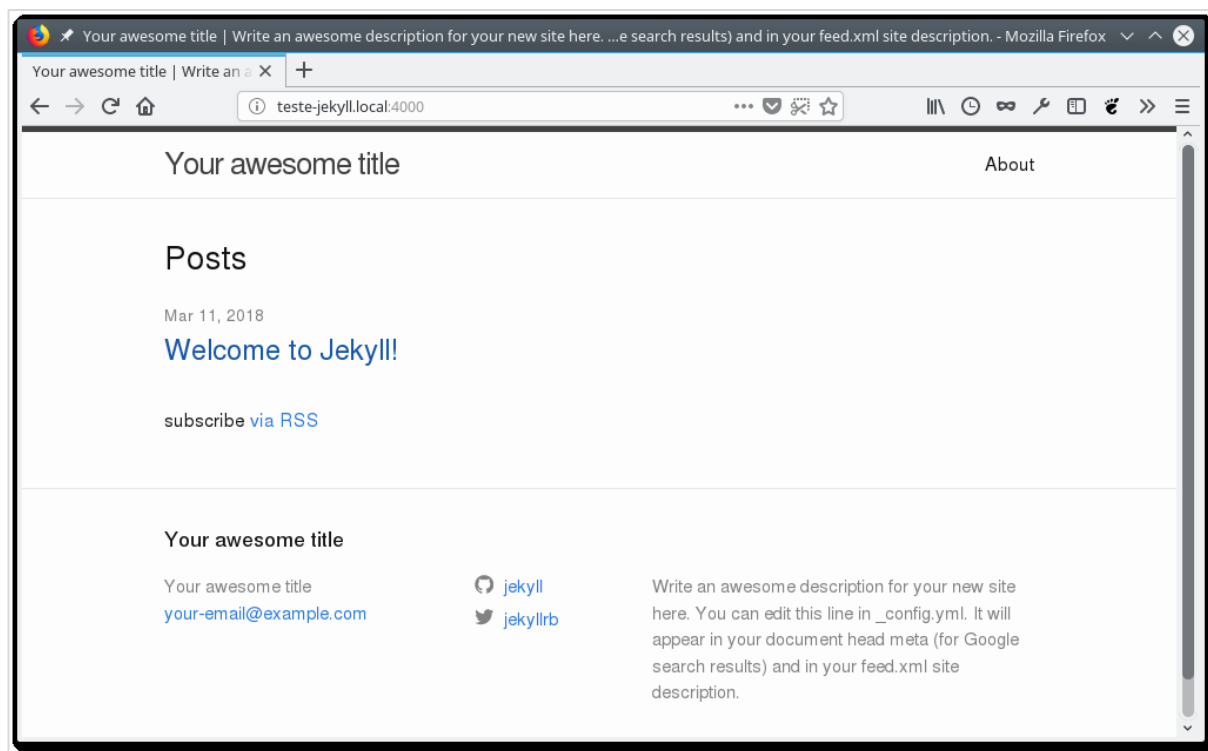 Your awesome title | Write an awesome description for your new site here. ...e search results) and in your feed.xml site description. - Mozilla Firefox
Your awesome title | Write an a
teste-jekyll.local:4000
Your awesome title
About
Posts
Mar 11, 2018
Welcome to Jekyll!
subscribe via RSS
Your awesome title
Your awesome title
your-email@example.com
jekyll
jekyllrb
Write an awesome description for your new site
here. You can edit this line in _config.yml. It will
appear in your document head meta (for Google
search results) and in your feed.xml site
description.